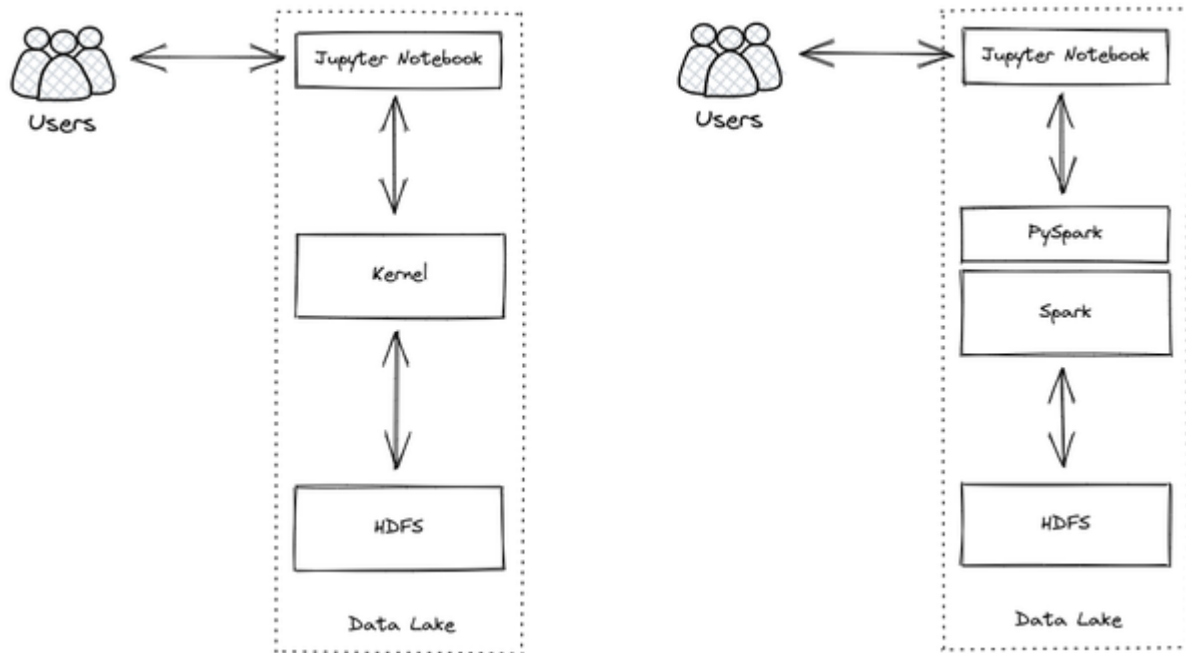 Jupyter Notebook
Users
Kernel
HDFS
Data Lake
Jupyter Notebook
Users
PySpark
Spark
HDFS
Data Lake